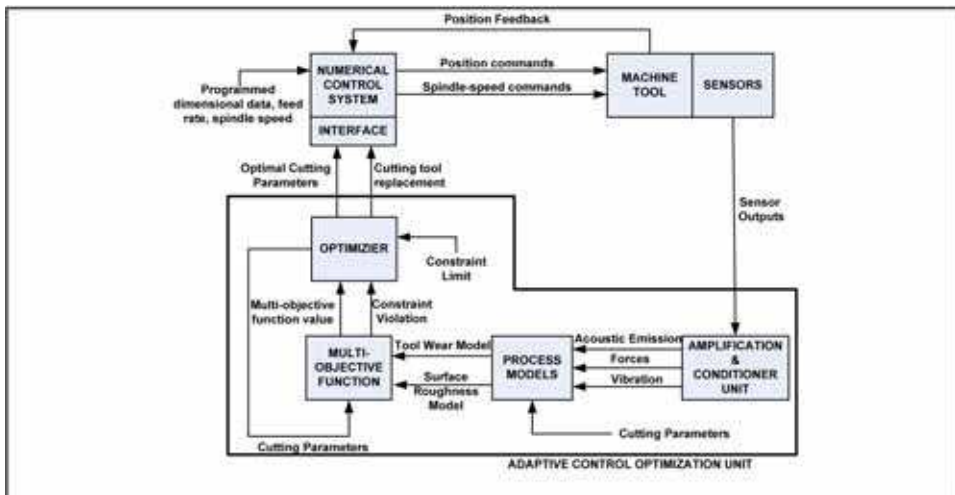 Position Feedback
NUMERICAL
CONTROL
SYSTEM
INTERFACE
Position commands
Spindle-speed commands
MACHINE
TOOL
SENSORS
Programmed
dimensional data, feed
rate, spindle speed
Optimal Cutting
Parameters
Cutting tool
replacement
Sensor
Outputs
OPTIMIZIER
Constraint
Limit
Multi-objective
function value
Constraint
Violation
MULTI-
OBJECTIVE
FUNCTION
Tool Wear Model
Surface
Roughness
Model
PROCESS
MODELS
Acoustic Emission
Forces
Vibration
AMPLIFICATION
&
CONDITIONER
UNIT
Cutting Parameters
Cutting Parameters
ADAPTIVE CONTROL OPTIMIZATION UNIT